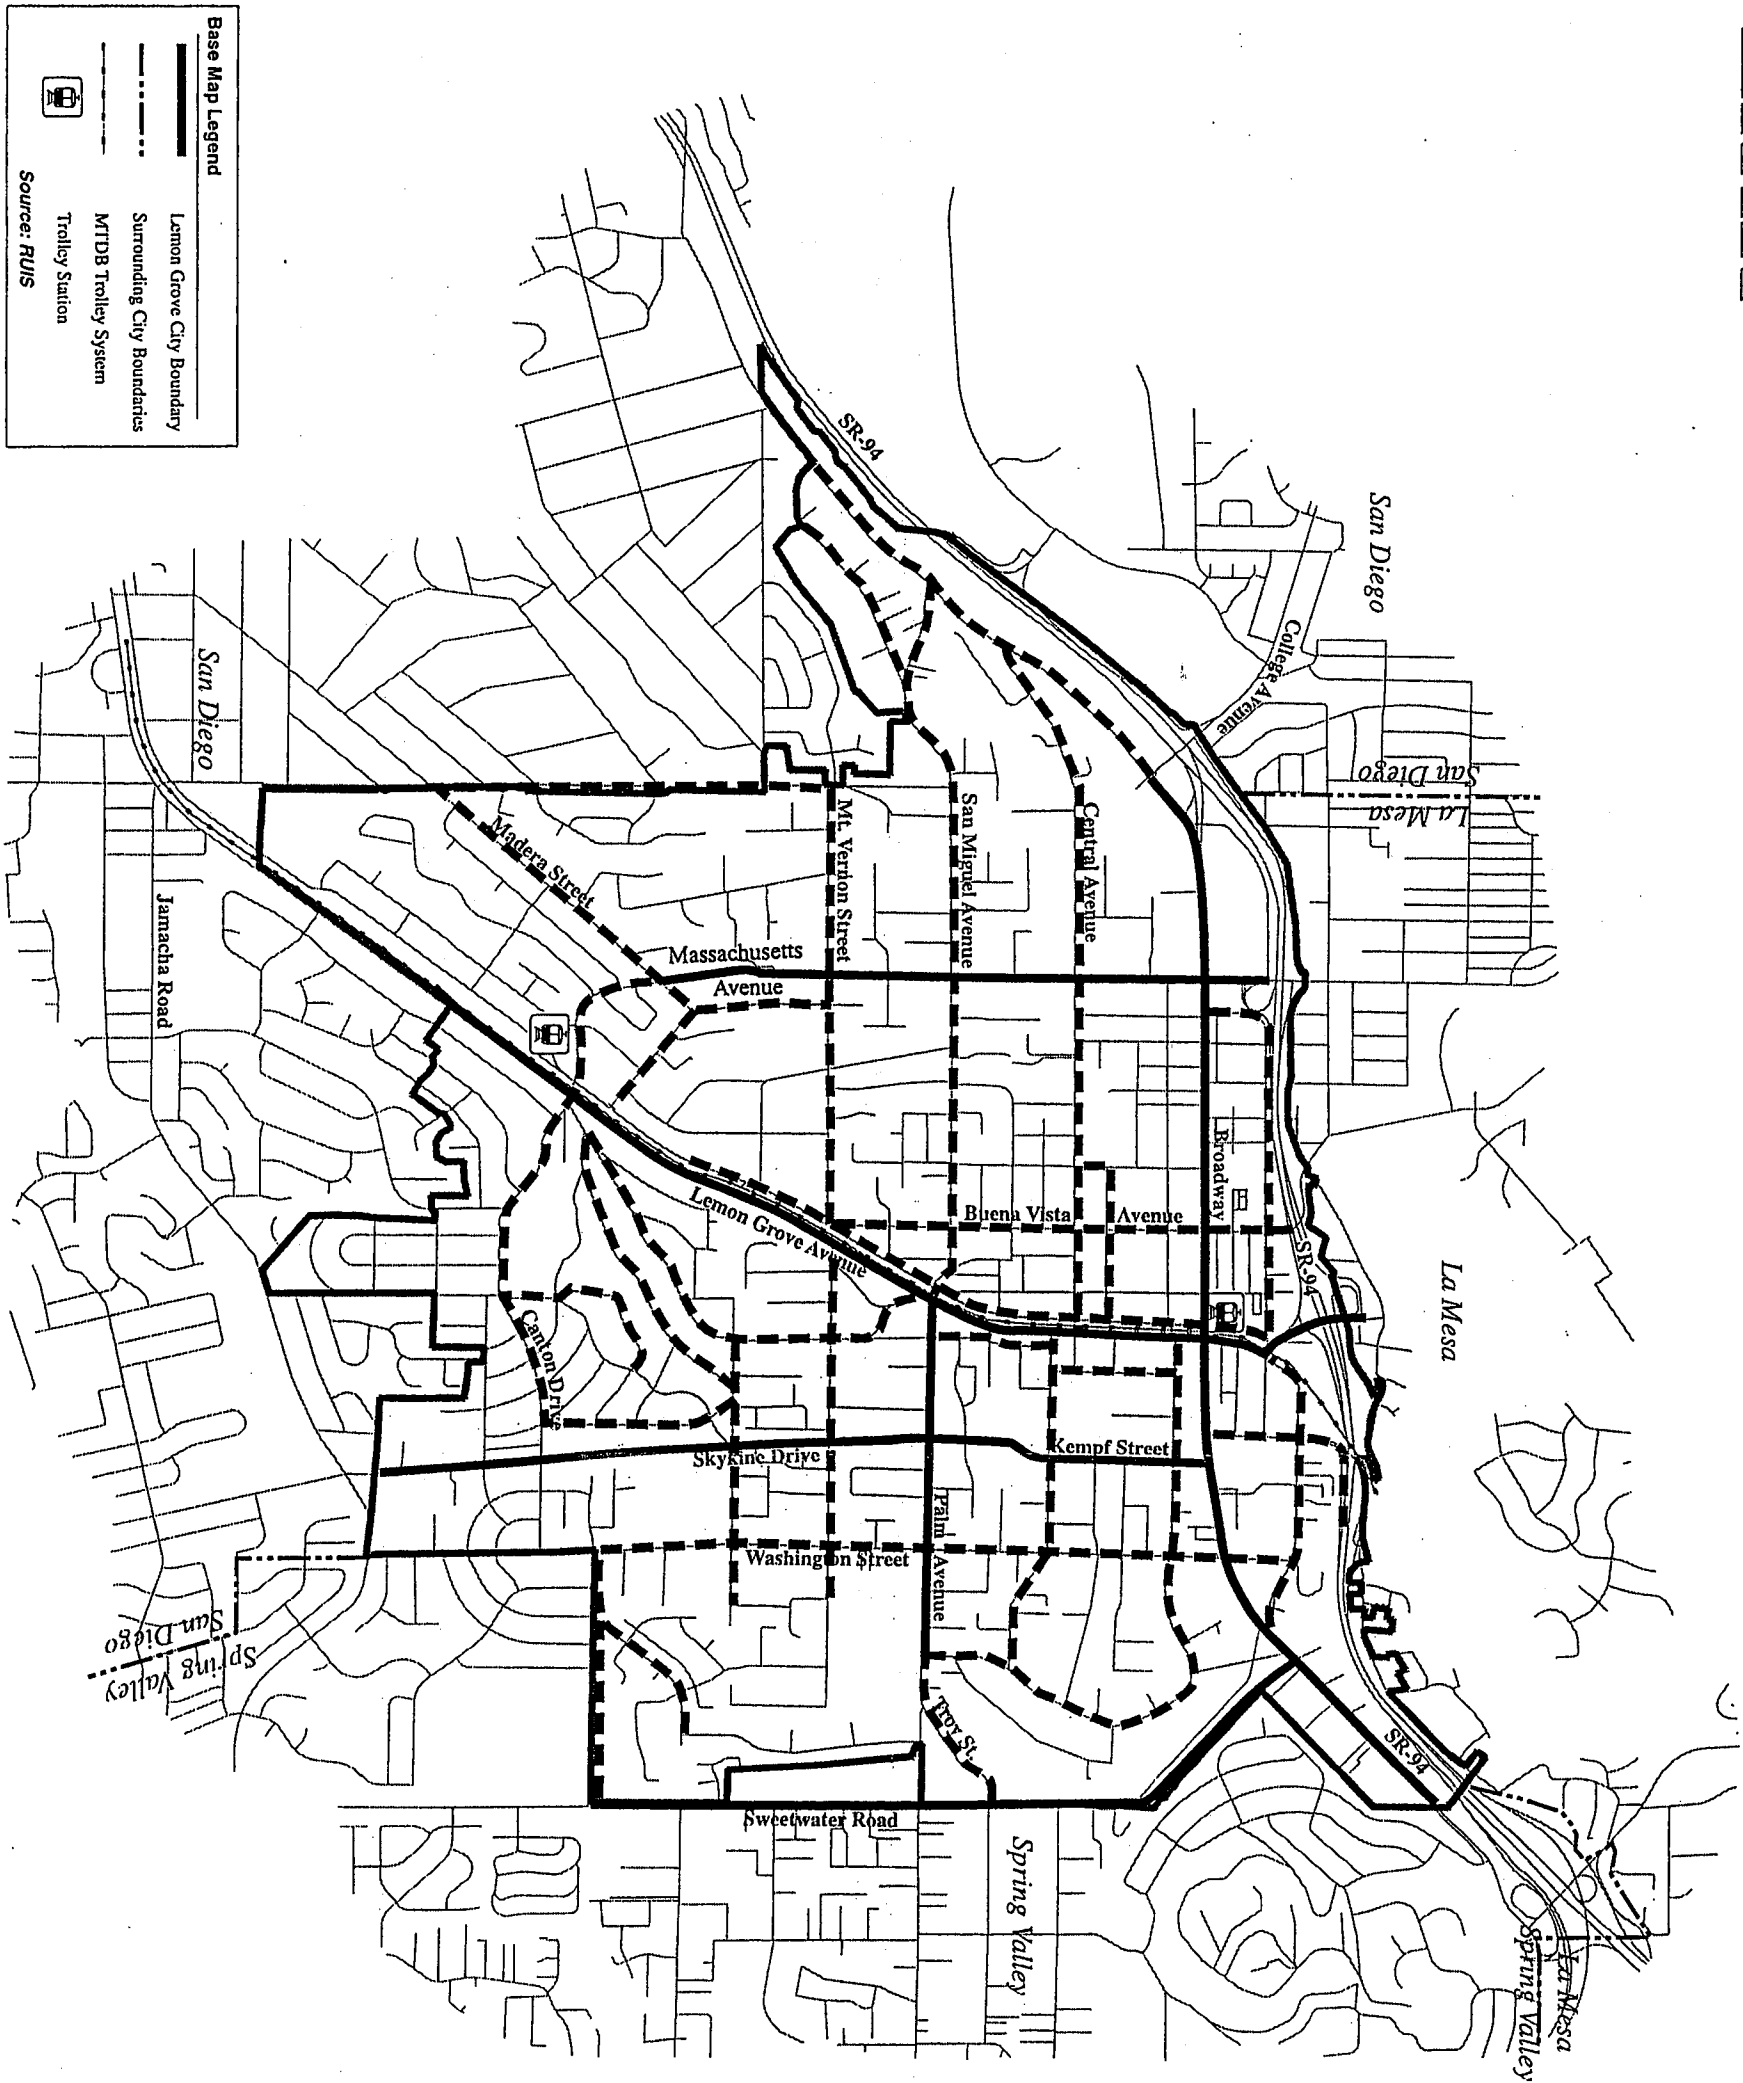 Base Map Legend
Lemon Grove City Boundary
Surrounding City Boundaries
MTDB Trolley System
Trolley Station
Source: RUIS
SR-94
San Diego
College Avenue
San Diego
La Mesa
San Diego
Madera Street
Mt. Vernon Street
San Miguel Avenue
Central Avenue
Massachusetts
Avenue
Jamacha Road
Broadway
Buena Vista Avenue
Lemon Grove Avenue
SR-94
La Mesa
Canton Drive
Skyline Drive
Kempf Street
Palm Avenue
Washington Street
San Diego
Spring Valley
Troy St.
SR-94
Sweetwater Road
Spring Valley
La Mesa
Spring Valley